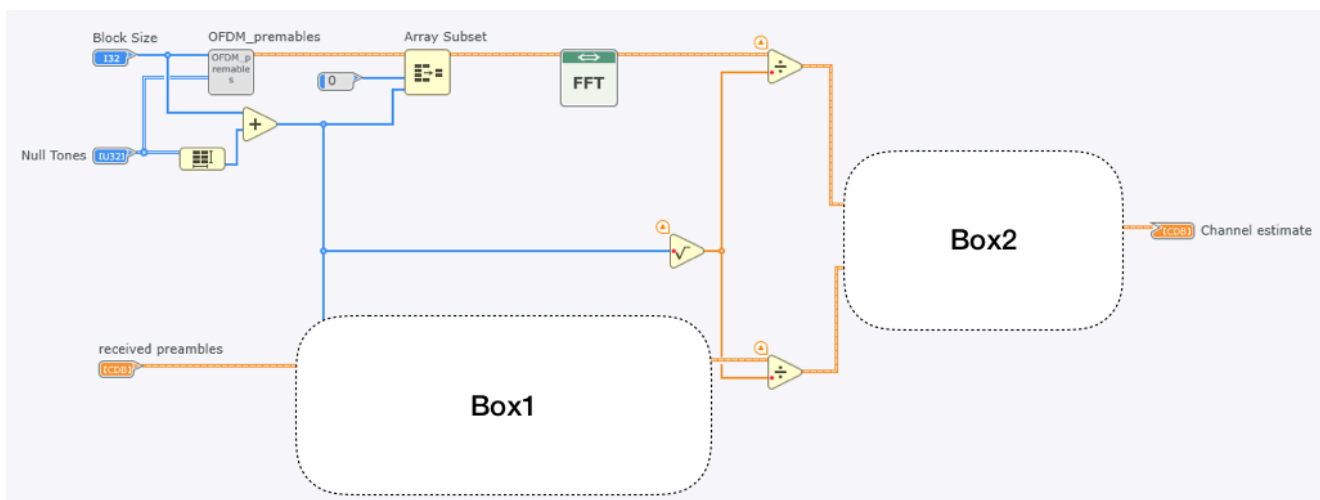 Block Size
OFDM_premables
Array Subset
I32
OFDM_p
remable
s
0
FFT
÷
+
Null Tones
[U32]
√
Box2
[CDB]
Channel estimate
received preambles
[CDB]
÷
Box1